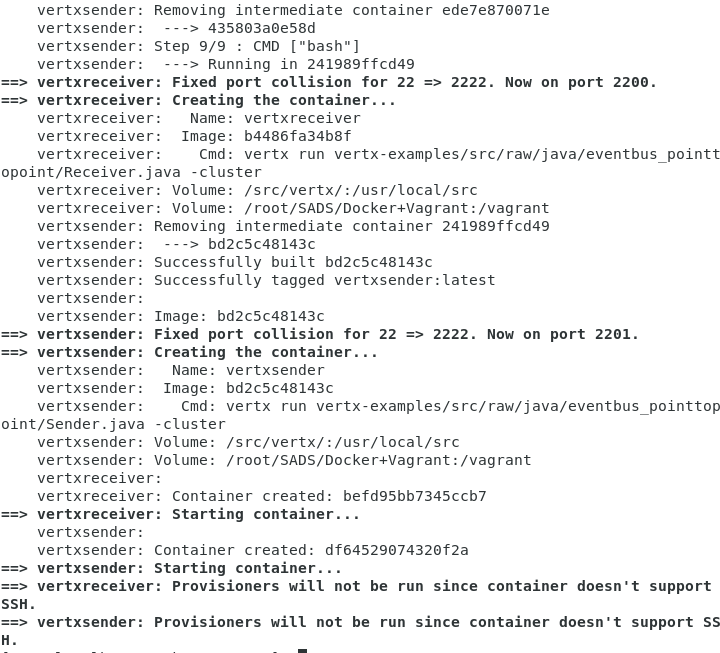 vertxsender: Removing intermediate container ede7e870071e
vertxsender:  ---> 435803a0e58d
vertxsender: Step 9/9 : CMD ["bash"]
vertxsender:  ---> Running in 241989ffcd49
==> vertxreceiver: Fixed port collision for 22 => 2222. Now on port 2200.
==> vertxreceiver: Creating the container...
vertxreceiver:   Name: vertxreceiver
vertxreceiver:  Image: b4486fa34b8f
vertxreceiver:    Cmd: vertx run vertx-examples/src/raw/java/eventbus_pointt
opoint/Receiver.java -cluster
vertxreceiver: Volume: /src/vertx/:/usr/local/src
vertxreceiver: Volume: /root/SADS/Docker+Vagrant:/vagrant
vertxsender: Removing intermediate container 241989ffcd49
vertxsender:  ---> bd2c5c48143c
vertxsender: Successfully built bd2c5c48143c
vertxsender: Successfully tagged vertxsender:latest
vertxsender:
vertxsender: Image: bd2c5c48143c
==> vertxsender: Fixed port collision for 22 => 2222. Now on port 2201.
==> vertxsender: Creating the container...
vertxsender:   Name: vertxsender
vertxsender:  Image: bd2c5c48143c
vertxsender:    Cmd: vertx run vertx-examples/src/raw/java/eventbus_pointtop
oint/Sender.java -cluster
vertxsender: Volume: /src/vertx/:/usr/local/src
vertxsender: Volume: /root/SADS/Docker+Vagrant:/vagrant
vertxreceiver:
vertxreceiver: Container created: befd95bb7345ccb7
==> vertxreceiver: Starting container...
vertxsender:
vertxsender: Container created: df64529074320f2a
==> vertxsender: Starting container...
==> vertxreceiver: Provisioners will not be run since container doesn't support
SSH.
==> vertxsender: Provisioners will not be run since container doesn't support SS
H.